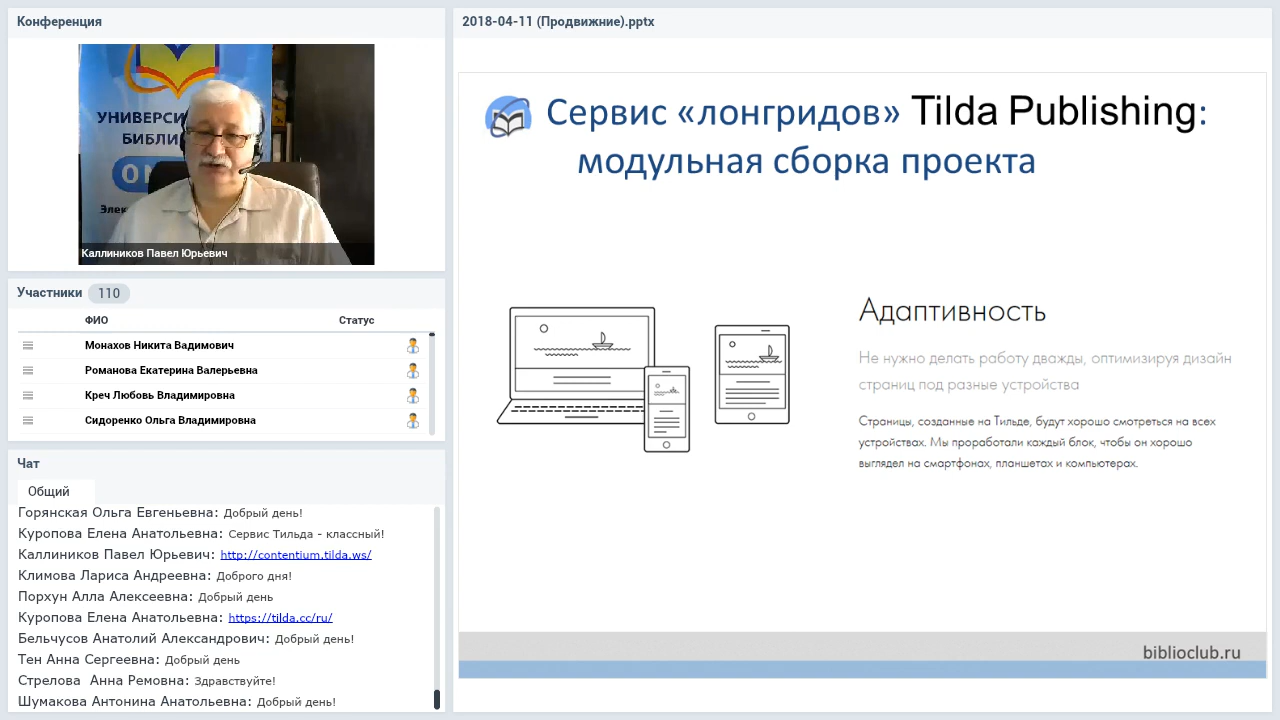 Конференция
УНИВЕРСИ
БИБЛИ
Каллиников Павел Юрьевич
Участники 110
ФИО Статус
Монахов Никита Вадимович
Романова Екатерина Валерьевна
Креч Любовь Владимировна
Сидоренко Ольга Владимировна
Чат
Общий
Горянская Ольга Евгеньевна: Добрый день!
Куропова Елена Анатольевна: Сервис Тильда - классный!
Каллиников Павел Юрьевич: http://contentium.tilda.ws/
Климова Лариса Андреевна: Доброго дня!
Порхун Алла Алексеевна: Добрый день
Куропова Елена Анатольевна: https://tilda.cc/ru/
Бельчусов Анатолий Александрович: Добрый день!
Тен Анна Сергеевна: Добрый день
Стрелова Анна Ремовна: Здравствуйте!
Шумакова Антонина Анатольевна: Добрый день!
2018-04-11 (Продвижние).pptx
Сервис «лонгридов» Tilda Publishing:
модульная сборка проекта
Адаптивность
Не нужно делать работу дважды, оптимизируя дизайн
страниц под разные устройства
Страницы, созданные на Тильде, будут хорошо смотреться на всех
устройствах. Мы проработали каждый блок, чтобы он хорошо
выглядел на смартфонах, планшетах и компьютерах.
biblioclub.ru